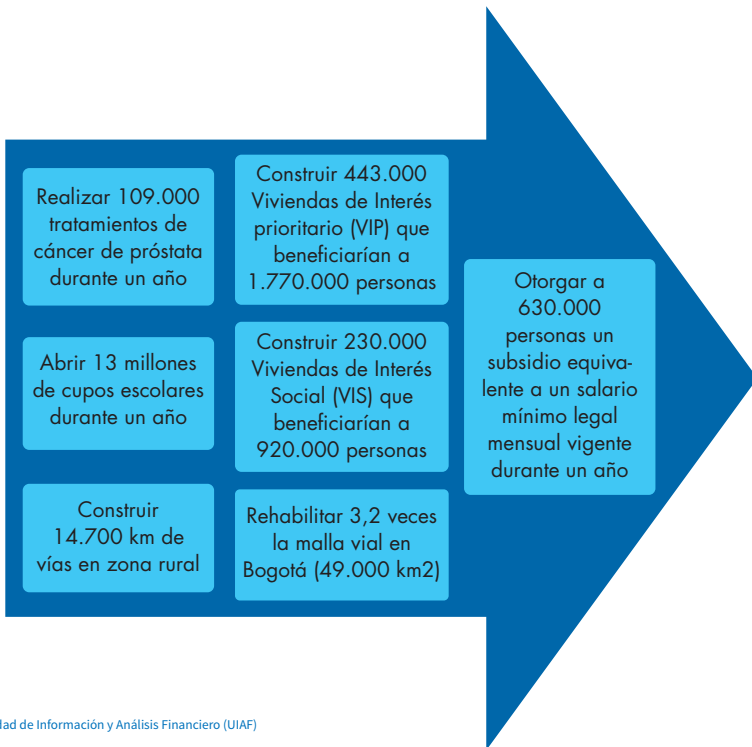 Realizar 109.000
tratamientos de
cáncer de próstata
durante un año
Abrir 13 millones
de cupos escolares
durante un año
Construir
14.700 km de
vías en zona rural
Construir 443.000
Viviendas de Interés
prioritario (VIP) que
beneficiarían a
1.770.000 personas
Construir 230.000
Viviendas de Interés
Social (VIS) que
beneficiarían a
920.000 personas
Rehabilitar 3,2 veces
la malla vial en
Bogotá (49.000 km2)
Otorgar a
630.000
personas un
subsidio equiva-
lente a un salario
mínimo legal
mensual vigente
durante un año
de Información y Análisis Financiero (UIAF)